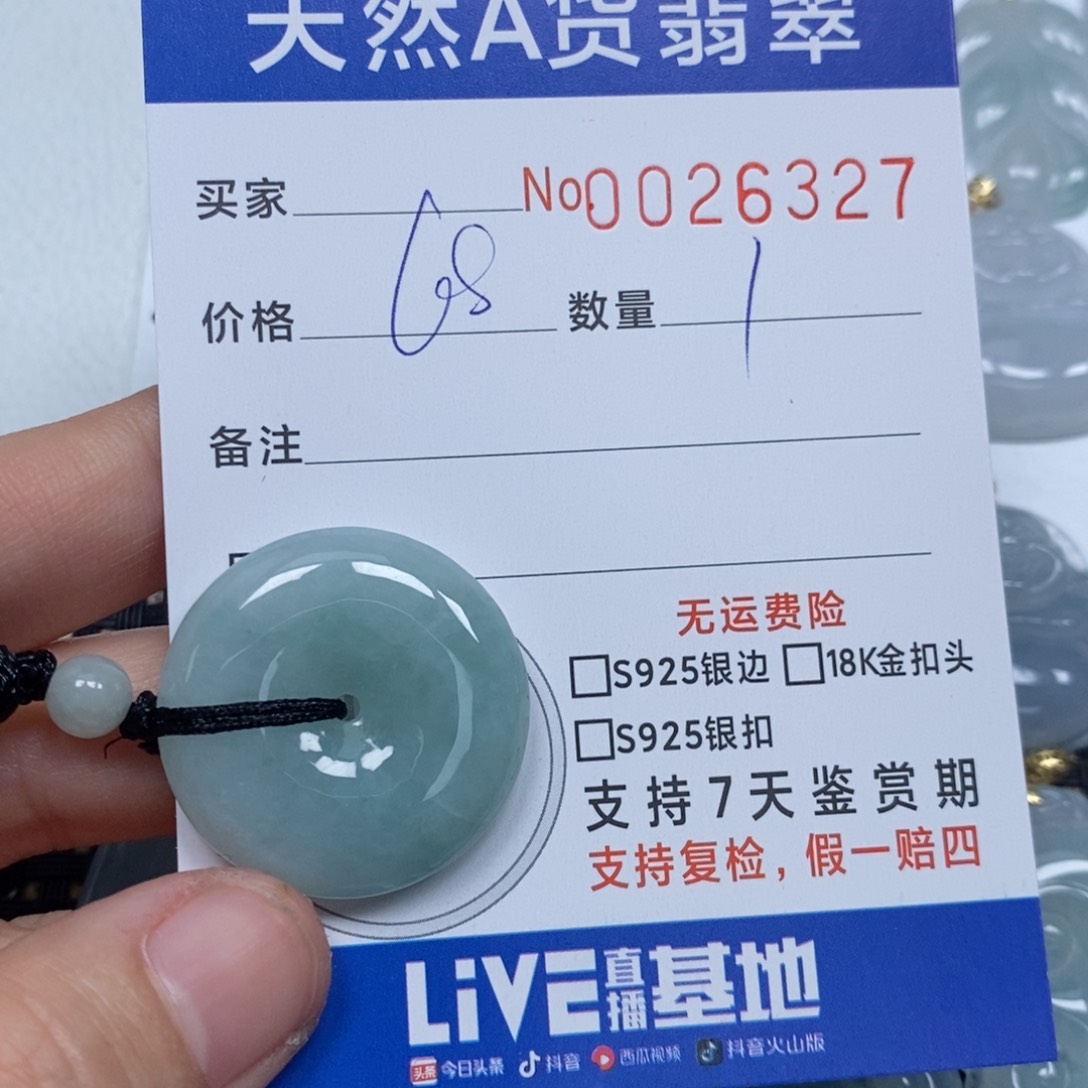 天然A货翡翠
买家 No.0026327
价格 68 数量 1
备注
无运费险
□S925银边 □18K金扣头
□S925银扣
支持7天鉴赏期
支持复检，假一赔四
LiVE直播基地
头条 今日头条 抖音 西瓜视频 抖音火山版